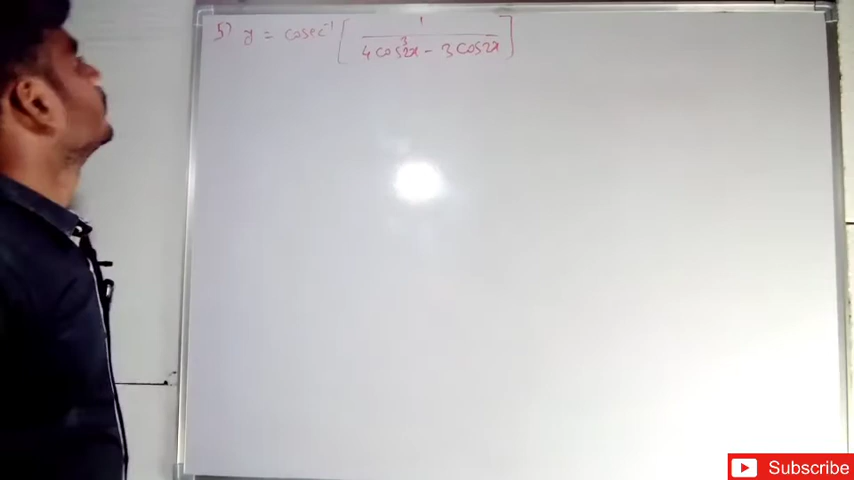 5) y = cosec⁻¹ [ 1 / (4 cos³2x - 3 cos2x) ]
Subscribe